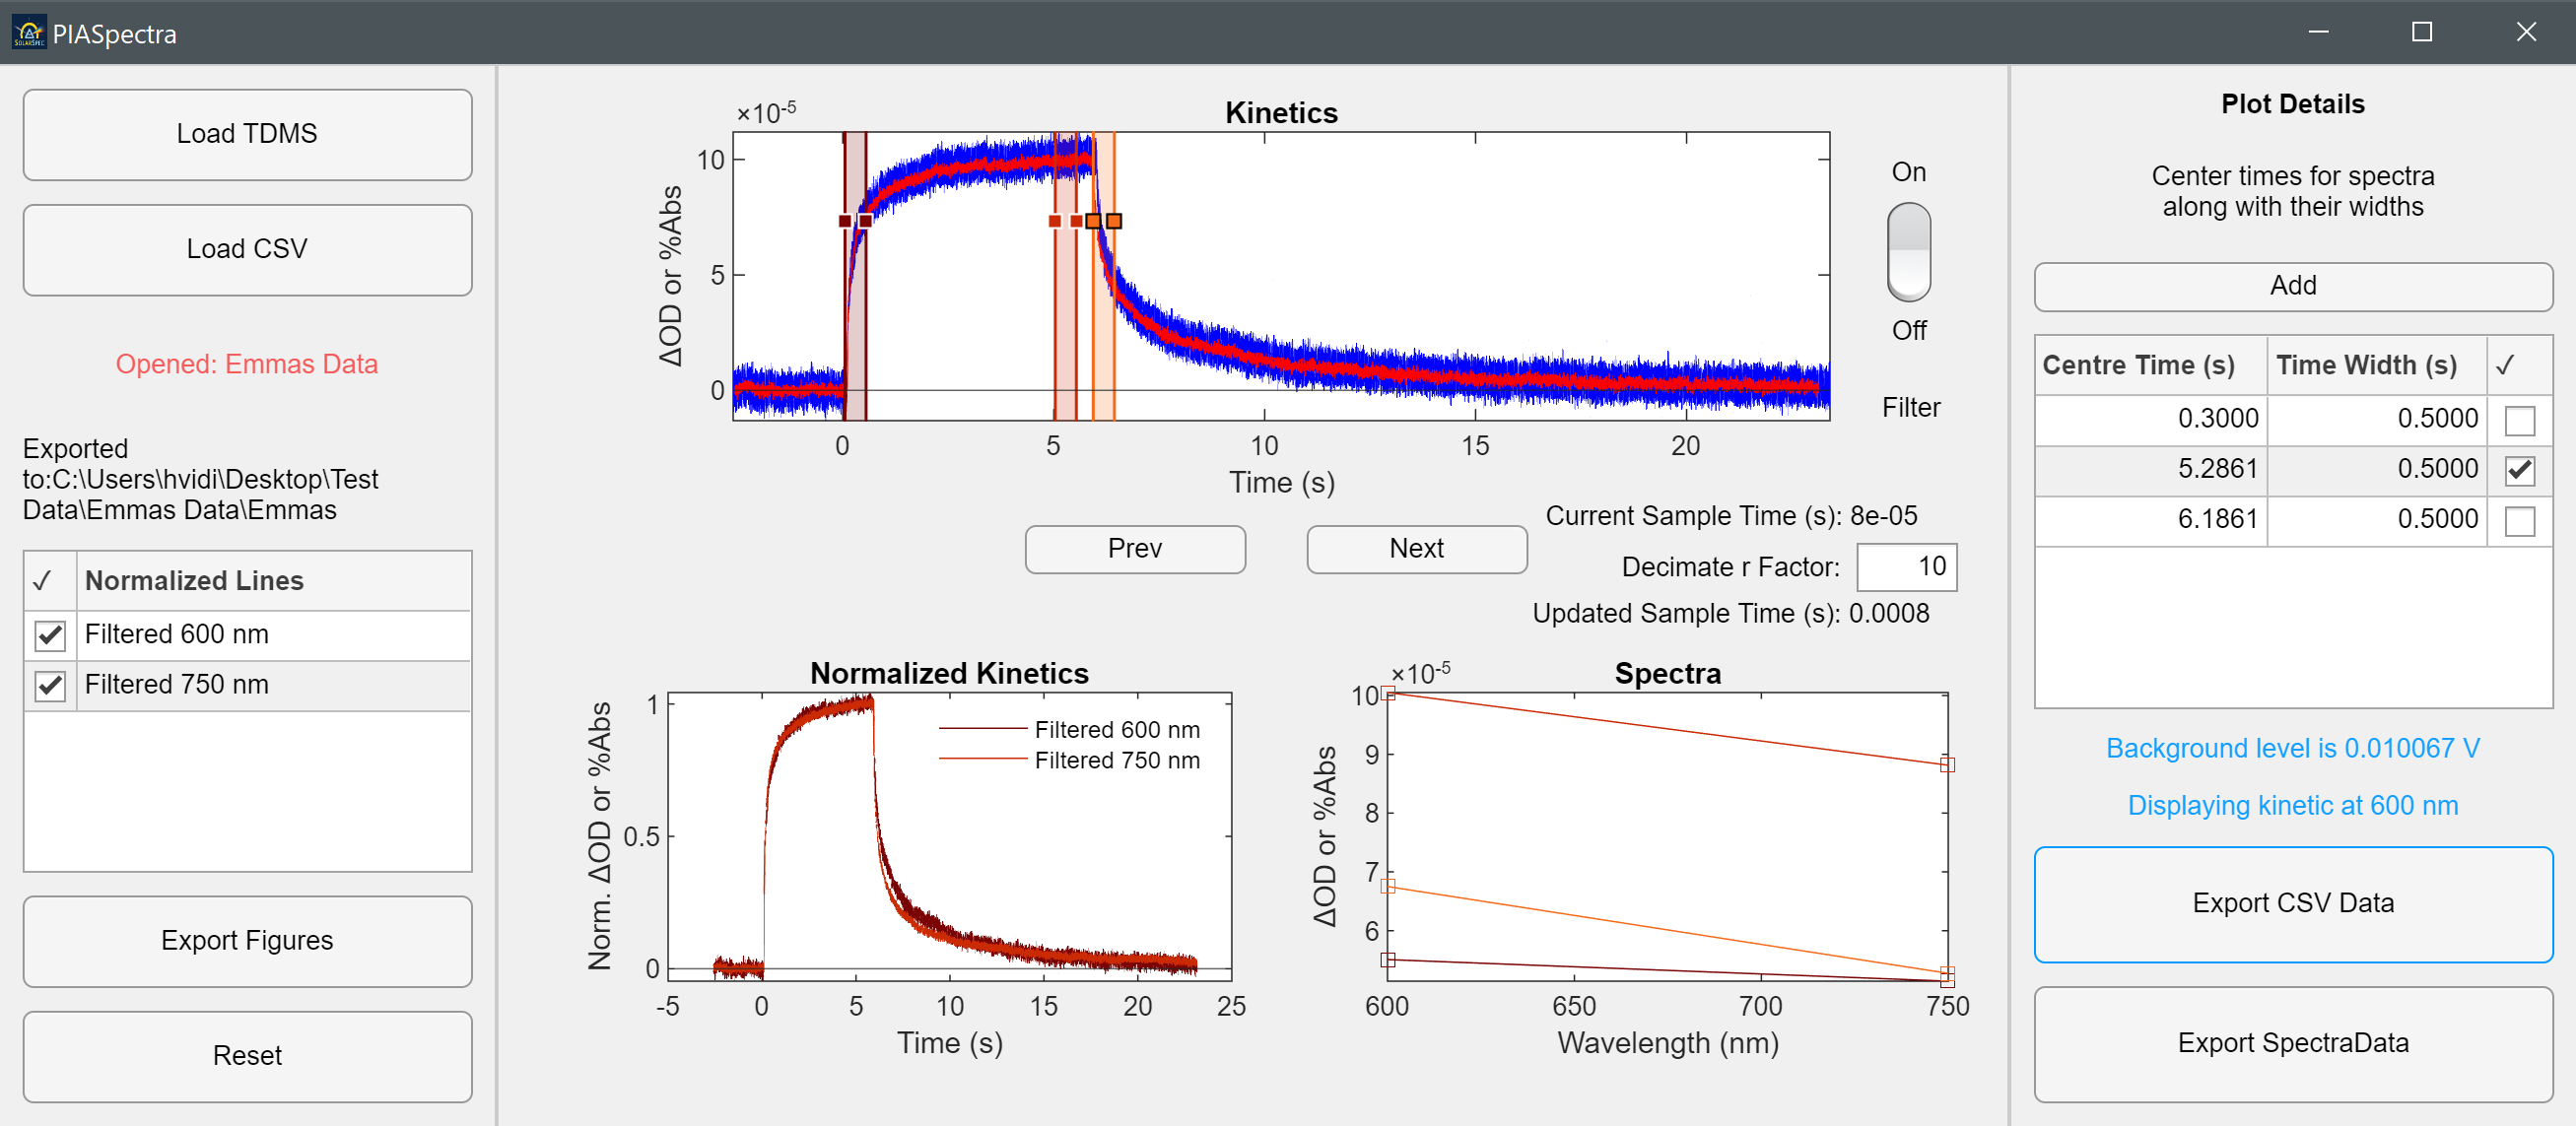 PIASpectra
Load TDMS
Load CSV
Opened: Emmas Data
Exported
to:C:\Users\hvidi\Desktop\Test
Data\Emmas Data\Emmas
✓ Normalized Lines
Filtered 600 nm
Filtered 750 nm
Export Figures
Reset
Kinetics
×10-5
10
5
0
ΔOD or %Abs
0 5 10 15 20
Time (s)
On
Off
Filter
Prev
Next
Current Sample Time (s): 8e-05
Decimate r Factor: 10
Updated Sample Time (s): 0.0008
Normalized Kinetics
1
0.5
0
Norm. ΔOD or %Abs
Filtered 600 nm
Filtered 750 nm
-5 0 5 10 15 20 25
Time (s)
Spectra
×10-5
10
9
8
7
6
ΔOD or %Abs
600 650 700 750
Wavelength (nm)
Plot Details
Center times for spectra
along with their widths
Add
Centre Time (s) Time Width (s) ✓
0.3000 0.5000
5.2861 0.5000
6.1861 0.5000
Background level is 0.010067 V
Displaying kinetic at 600 nm
Export CSV Data
Export SpectraData